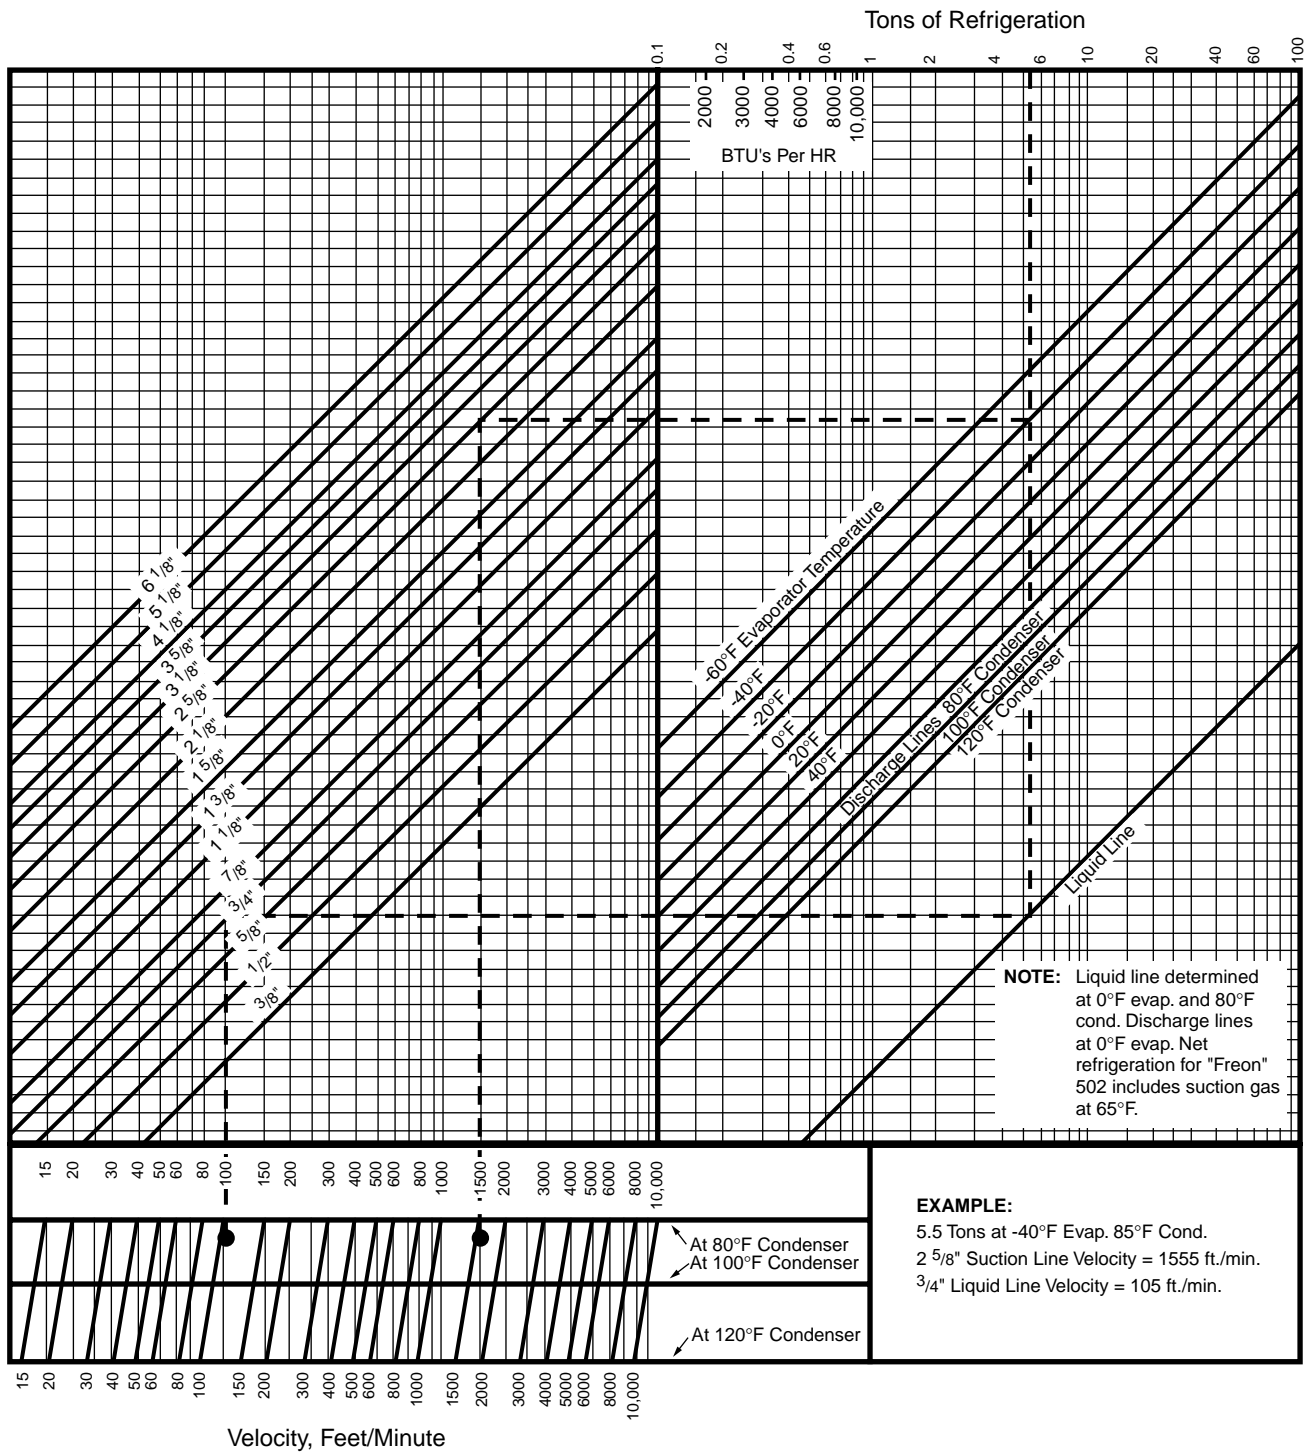 Tons of Refrigeration
0.1 0.2 0.4 0.6 1 2 4 6 10 20 40 60 100
2000 3000 4000 6000 8000 10,000
BTU's Per HR
-60°F Evaporator Temperature
-40°F
-20°F
0°F
20°F
40°F
Discharge Lines 80°F Condenser
100°F Condenser
120°F Condenser
Liquid Line
6 1/8"
5 1/8"
4 1/8"
3 5/8"
3 1/8"
2 5/8"
2 1/8"
1 5/8"
1 3/8"
1 1/8"
7/8"
3/4"
5/8"
1/2"
3/8"
NOTE: Liquid line determined
at 0°F evap. and 80°F
cond. Discharge lines
at 0°F evap. Net
refrigeration for "Freon"
502 includes suction gas
at 65°F.
15 20 30 40 50 60 80 100 150 200 300 400 500 600 800 1000 1500 2000 3000 4000 5000 6000 8000 10,000
At 80°F Condenser
At 100°F Condenser
At 120°F Condenser
15 20 30 40 50 60 80 100 150 200 300 400 500 600 800 1000 1500 2000 3000 4000 5000 6000 8000 10,000
Velocity, Feet/Minute
EXAMPLE:
5.5 Tons at -40°F Evap. 85°F Cond.
2 5/8" Suction Line Velocity = 1555 ft./min.
3/4" Liquid Line Velocity = 105 ft./min.